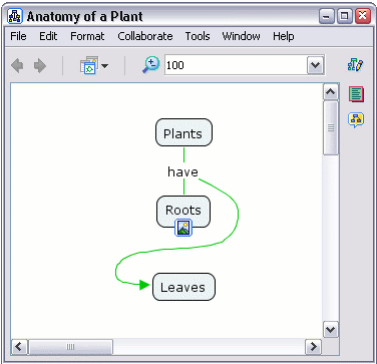 Anatomy of a Plant
File Edit Format Collaborate Tools Window Help
100
Plants
have
Roots
Leaves